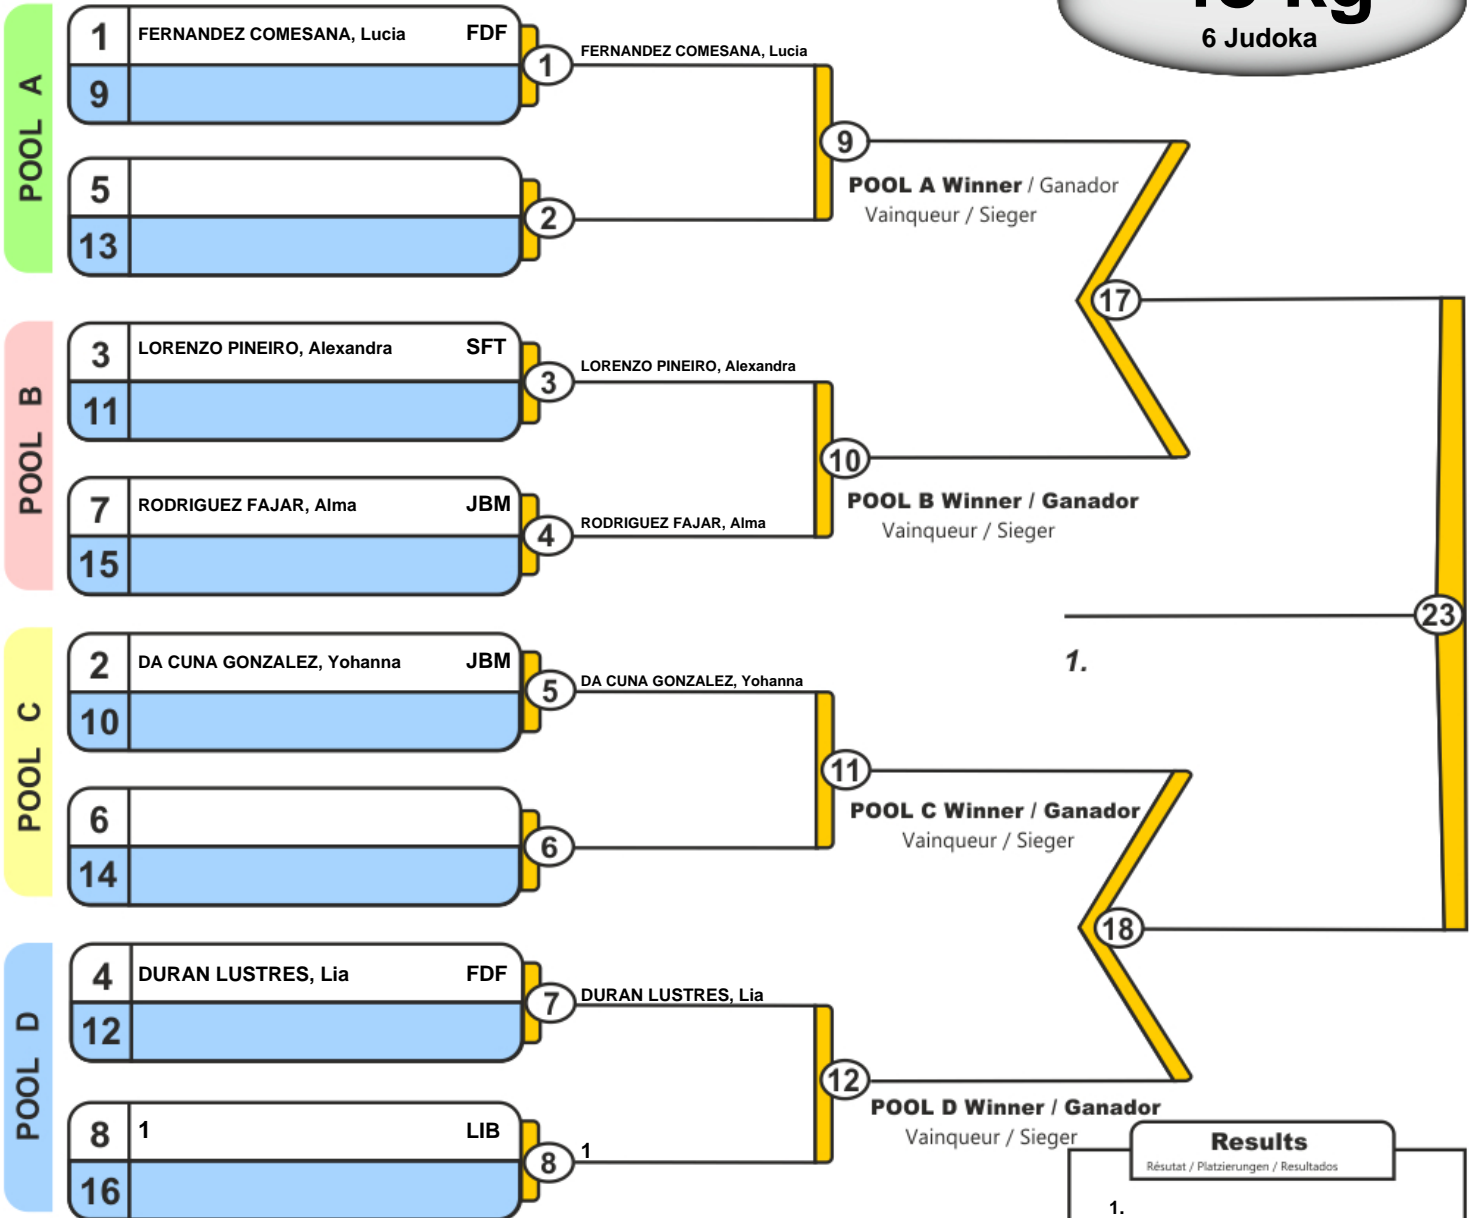 6 Judoka
POOL A
1 FERNANDEZ COMESANA, Lucia FDF
9
1
FERNANDEZ COMESANA, Lucia
5
13
2
9
POOL A Winner / Ganador
Vainqueur / Sieger
17
POOL B
3 LORENZO PINEIRO, Alexandra SFT
11
3
LORENZO PINEIRO, Alexandra
7 RODRIGUEZ FAJAR, Alma JBM
15
4
RODRIGUEZ FAJAR, Alma
10
POOL B Winner / Ganador
Vainqueur / Sieger
23
1.
POOL C
2 DA CUNA GONZALEZ, Yohanna JBM
10
5
DA CUNA GONZALEZ, Yohanna
6
14
6
11
POOL C Winner / Ganador
Vainqueur / Sieger
18
POOL D
4 DURAN LUSTRES, Lia FDF
12
7
DURAN LUSTRES, Lia
8 1 LIB
16
8
1
12
POOL D Winner / Ganador
Vainqueur / Sieger
Results
Résutat / Platzierungen / Resultados
1.